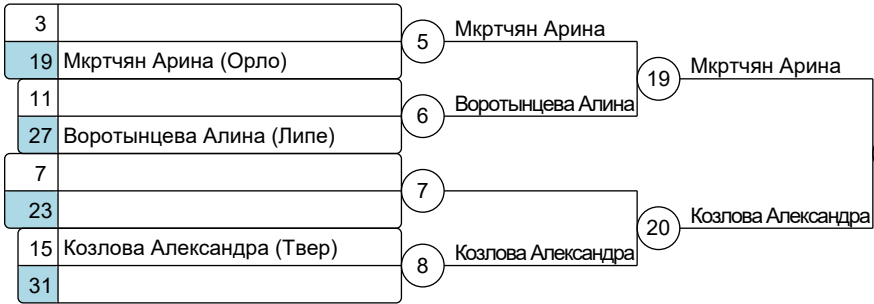 3
5
Мкртчян Арина
19 Мкртчян Арина (Орло)
19
Мкртчян Арина
11
6
Воротынцева Алина
27 Воротынцева Алина (Липе)
7
7
23
20
Козлова Александра
15 Козлова Александра (Твер)
8
Козлова Александра
31